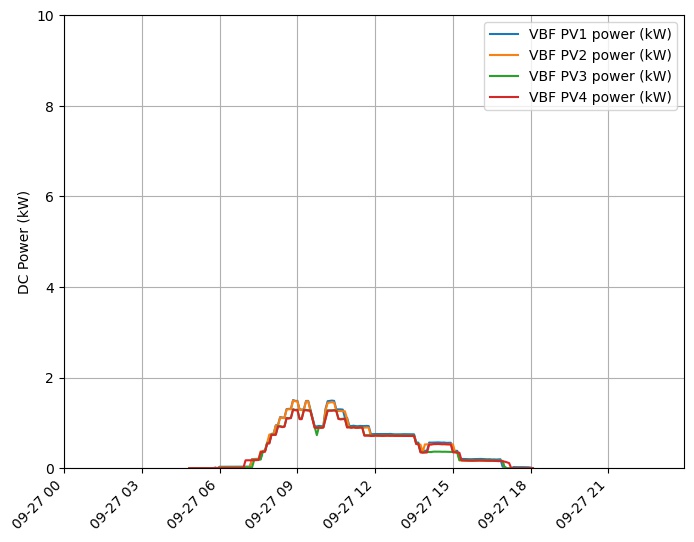 10
8
6
4
2
0
DC Power (kW)
VBF PV1 power (kW)
VBF PV2 power (kW)
VBF PV3 power (kW)
VBF PV4 power (kW)
09-27 00
09-27 03
09-27 06
09-27 09
09-27 12
09-27 15
09-27 18
09-27 21